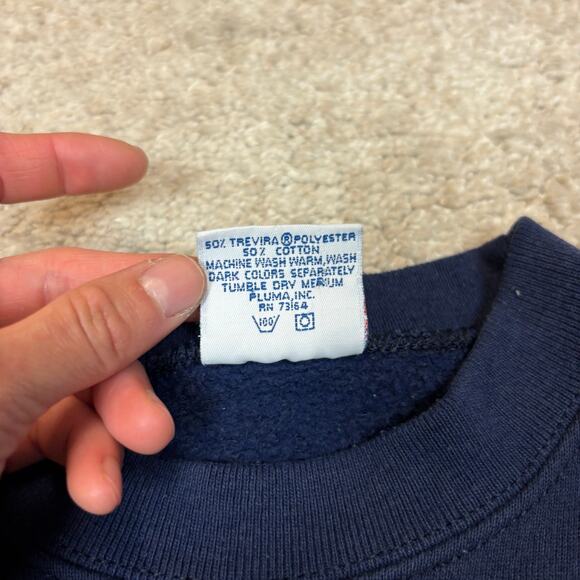 50% TREVIRA® POLYESTER
50% COTTON
MACHINE WASH WARM, WASH
DARK COLORS SEPARATELY
TUMBLE DRY MEDIUM
PLUMA, INC.
RN 73164
100